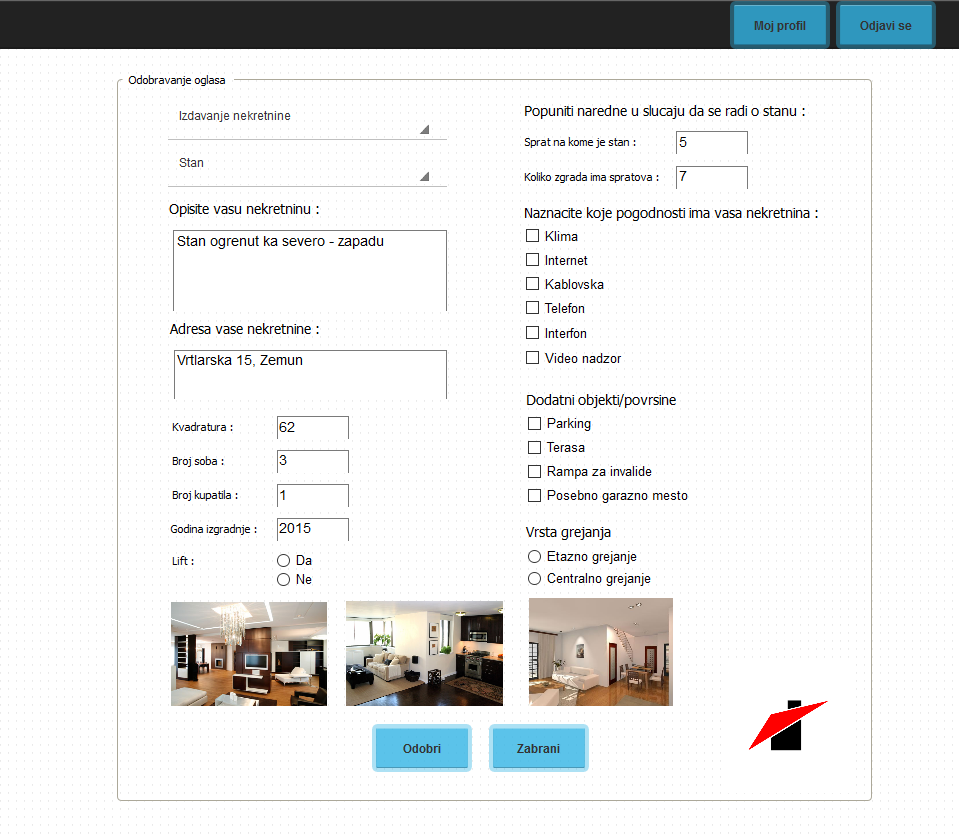 Moj profil
Odjavi se
Odobravanje oglasa
Izdavanje nekretnine
Stan
Opisite vasu nekretninu :
Stan ogrenut ka severo - zapadu
Adresa vase nekretnine :
Vrtlarska 15, Zemun
Kvadratura :
62
Broj soba :
3
Broj kupatila :
1
Godina izgradnje :
2015
Lift :
Da
Ne
Popuniti naredne u slucaju da se radi o stanu :
Sprat na kome je stan :
5
Koliko zgrada ima spratova :
7
Naznacite koje pogodnosti ima vasa nekretnina :
Klima
Internet
Kablovska
Telefon
Interfon
Video nadzor
Dodatni objekti/povrsine
Parking
Terasa
Rampa za invalide
Posebno garazno mesto
Vrsta grejanja
Etazno grejanje
Centralno grejanje
Odobri
Zabrani